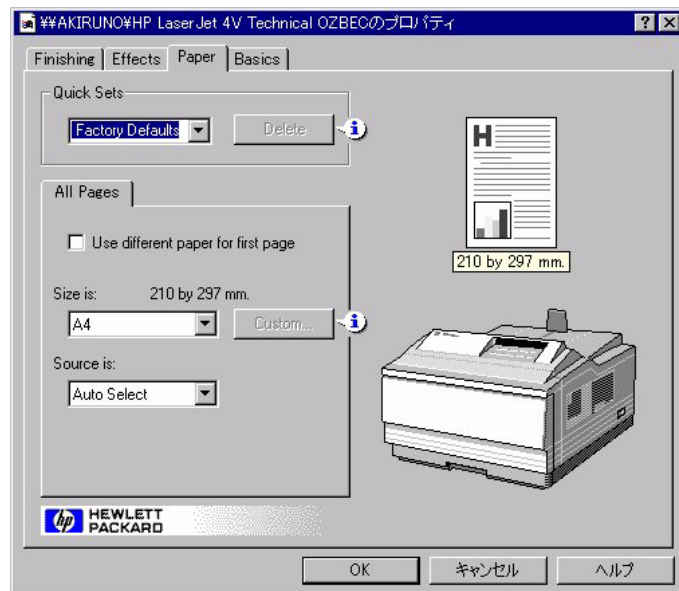 ¥¥AKIRUNO¥HP LaserJet 4V Technical OZBECのプロパティ
Finishing Effects Paper Basics
Quick Sets
Factory Defaults Delete
All Pages
Use different paper for first page
Size is: 210 by 297 mm.
A4 Custom...
Source is:
Auto Select
H
210 by 297 mm.
hp HEWLETT
PACKARD
OK キャンセル ヘルプ